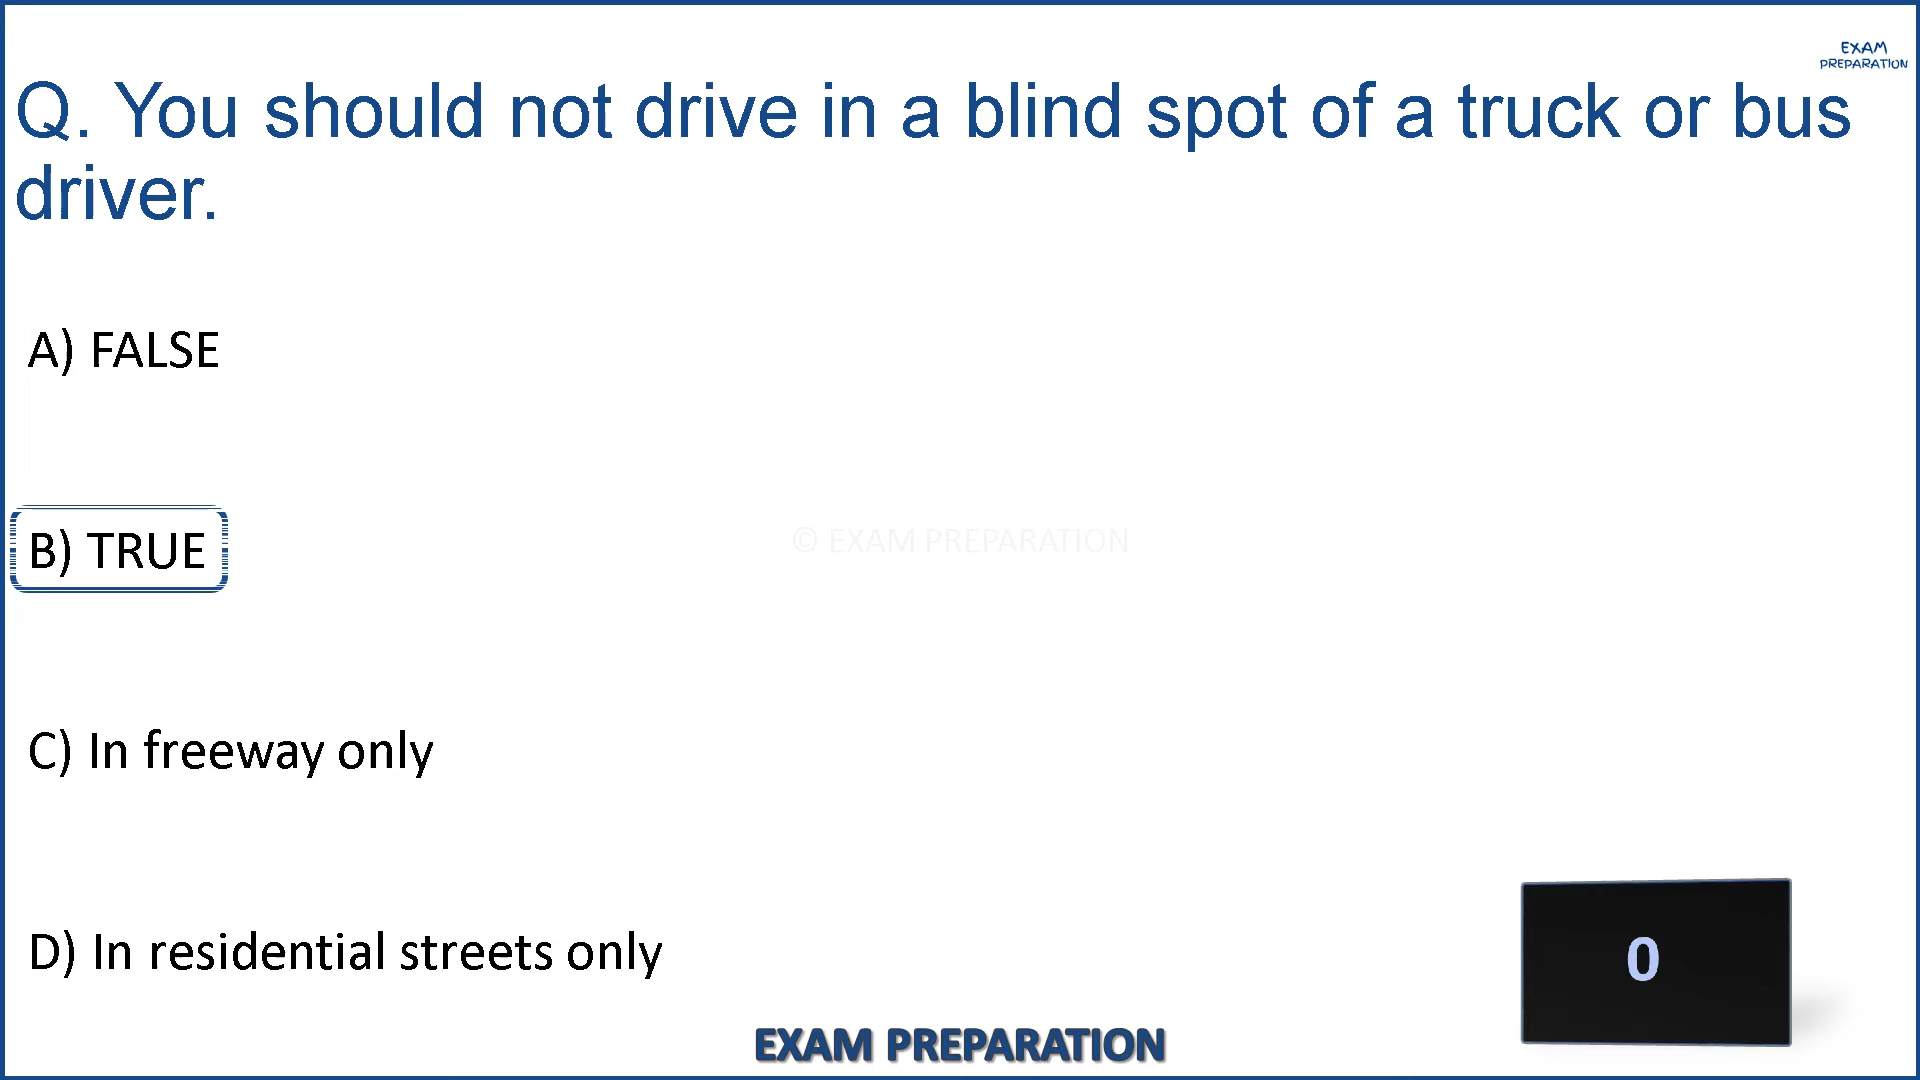 EXAM
PREPARATION
Q. You should not drive in a blind spot of a truck or bus
driver.
A) FALSE
B) TRUE
© EXAM PREPARATION
C) In freeway only
D) In residential streets only
0
EXAM PREPARATION